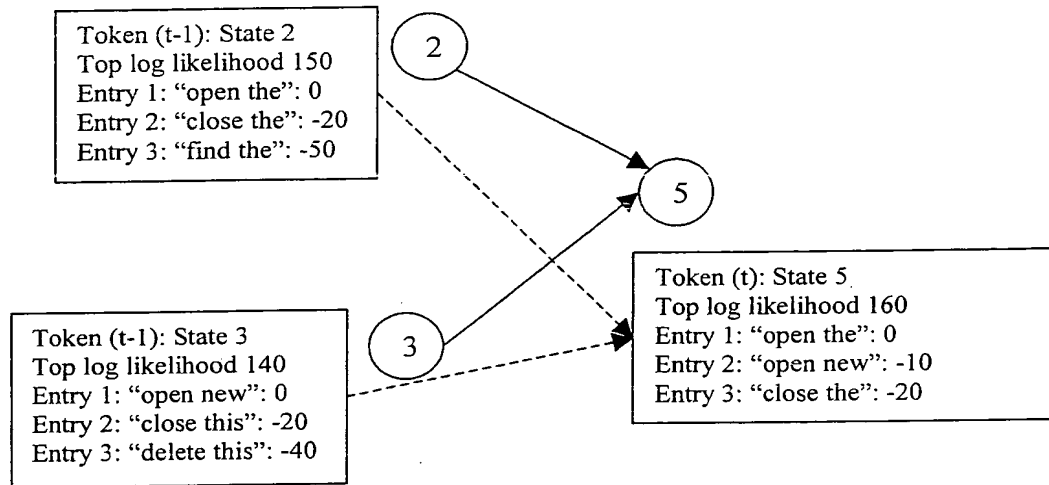 Token (t-1): State 2
Top log likelihood 150
Entry 1: “open the”: 0
Entry 2: “close the”: -20
Entry 3: “find the”: -50
2
5
Token (t-1): State 3
Top log likelihood 140
Entry 1: “open new”: 0
Entry 2: “close this”: -20
Entry 3: “delete this”: -40
3
Token (t): State 5
Top log likelihood 160
Entry 1: “open the”: 0
Entry 2: “open new”: -10
Entry 3: “close the”: -20